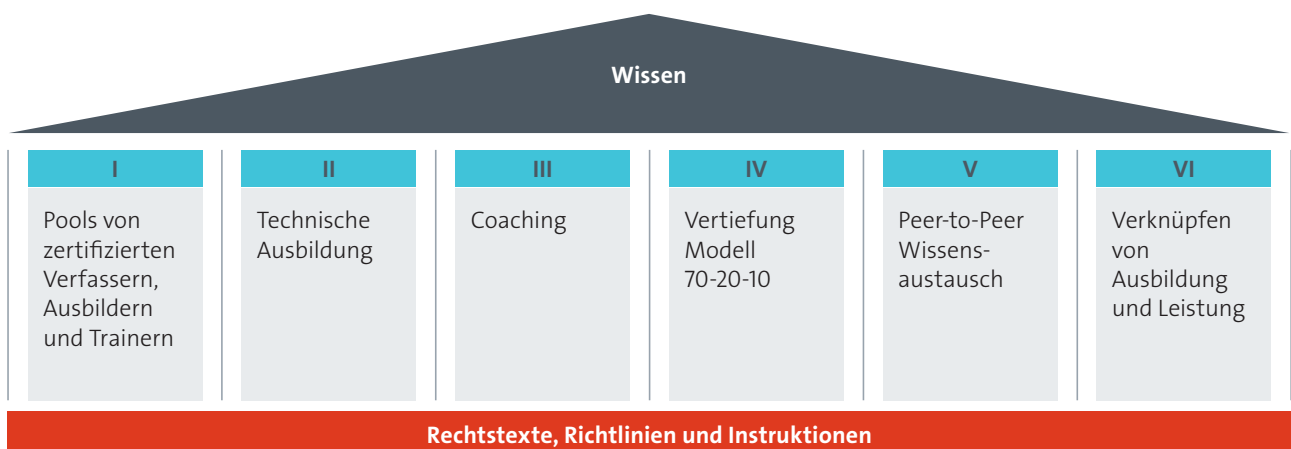 Wissen
I
Pools von
zertifizierten
Verfassern,
Ausbildern
und Trainern
II
Technische
Ausbildung
III
Coaching
IV
Vertiefung
Modell
70-20-10
V
Peer-to-Peer
Wissens-
austausch
VI
Verknüpfen
von
Ausbildung
und Leistung
Rechtstexte, Richtlinien und Instruktionen